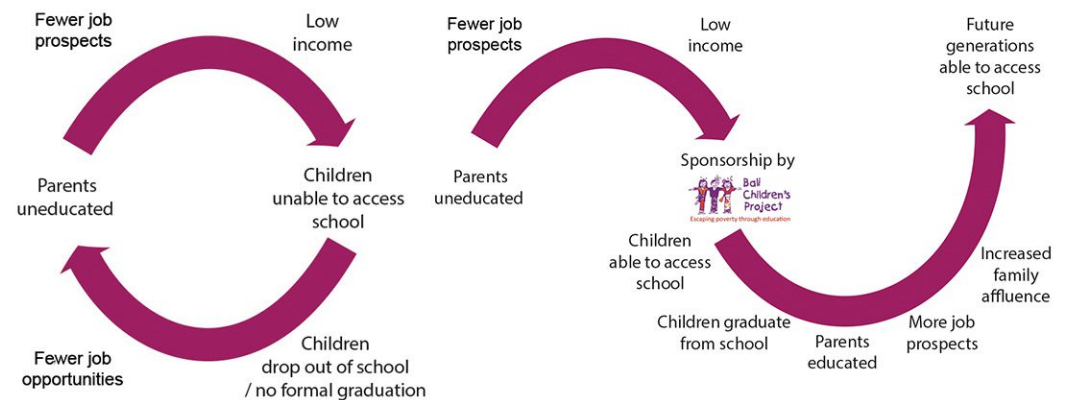 Fewer job
prospects
Low
income
Parents
uneducated
Children
unable to access
school
Children
drop out of school
/ no formal graduation
Fewer job
opportunities
Fewer job
prospects
Low
income
Parents
uneducated
Sponsorship by
Bali
Children's
Project
Escaping poverty through education
Children
able to access
school
Children graduate
from school
Parents
educated
More job
prospects
Increased
family
affluence
Future
generations
able to access
school